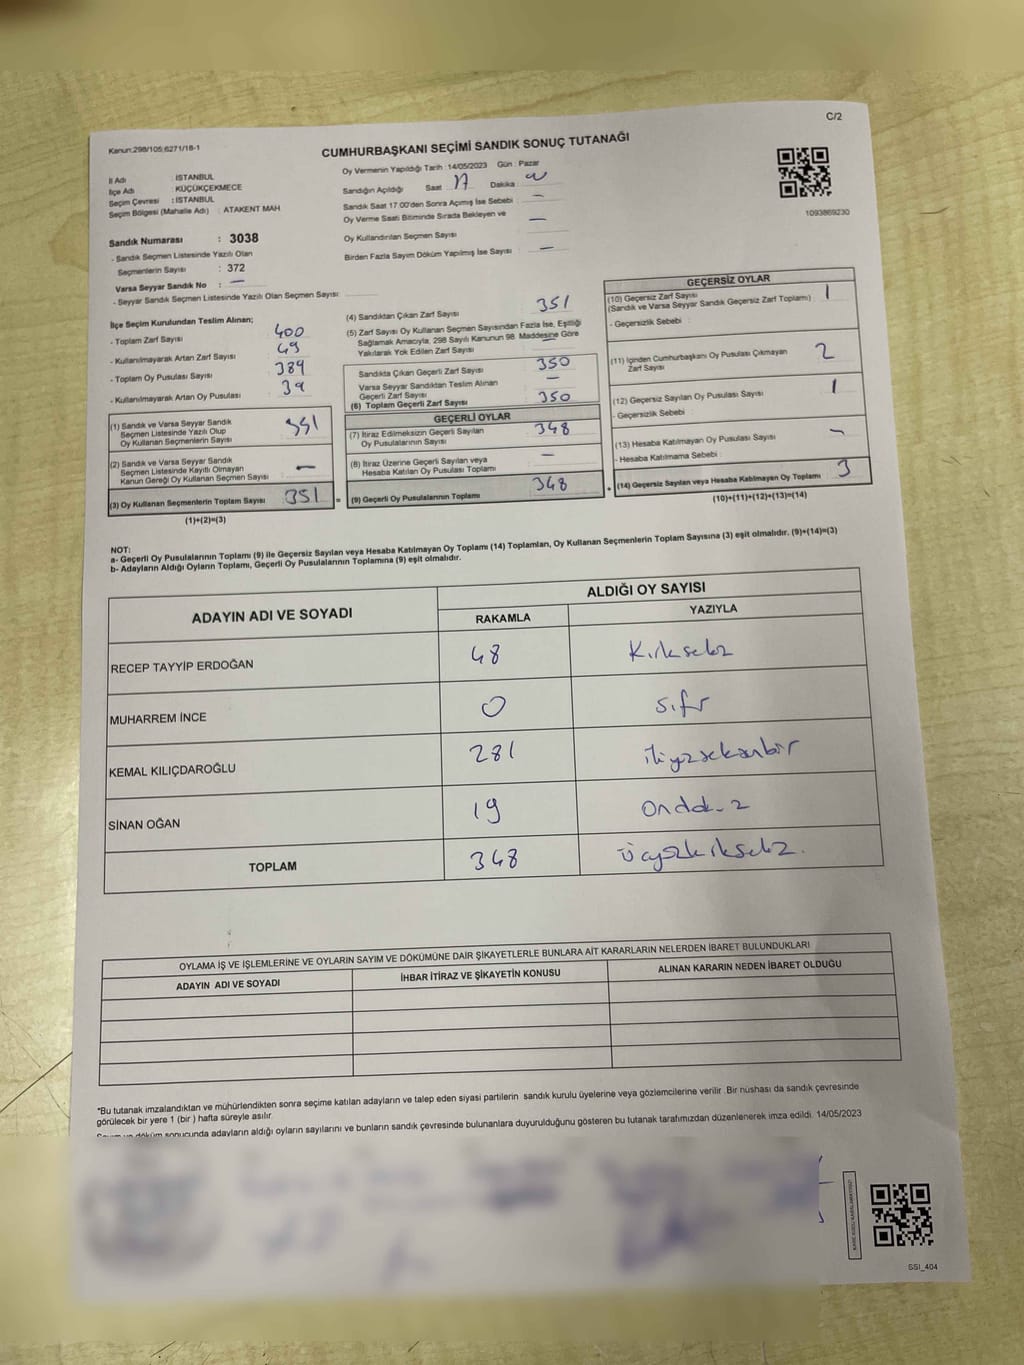 C/2
Kanun:298/105;6271/18-1
CUMHURBAŞKANI SEÇİMİ SANDIK SONUÇ TUTANAĞI
İl Adı : İSTANBUL
İlçe Adı : KÜÇÜKÇEKMECE
Seçim Çevresi : İSTANBUL
Seçim Bölgesi (Mahalle Adı) : ATAKENT MAH
Sandık Numarası : 3038
- Sandık Seçmen Listesinde Yazılı Olan
Seçmenlerin Sayısı : 372
Varsa Seyyar Sandık No : —
- Seyyar Sandık Seçmen Listesinde Yazılı Olan Seçmen Sayısı:
Oy Vermenin Yapıldığı Tarih : 14/05/2023 Gün : Pazar
Sandığın Açıldığı Saat 17 Dakika
Sandık Saat 17.00'den Sonra Açımış İse Sebebi : —
Oy Verme Saati Bitiminde Sırada Bekleyen ve —
Oy Kullandırılan Seçmen Sayısı
Birden Fazla Sayım Döküm Yapılmış İse Sayısı : —
1093869230
İlçe Seçim Kurulundan Teslim Alınan;
- Toplam Zarf Sayısı 400
- Kullanılmayarak Artan Zarf Sayısı 49
- Toplam Oy Pusulası Sayısı 389
- Kullanılmayarak Artan Oy Pusulası
(1) Sandık ve Varsa Seyyar Sandık
Seçmen Listesinde Yazılı Olup
Oy Kullanan Seçmenlerin Sayısı 351
(2) Sandık ve Varsa Seyyar Sandık
Seçmen Listesinde Kayıtlı Olmayan
Kanun Gereği Oy Kullanan Seçmen Sayısı —
(3) Oy Kullanan Seçmenlerin Toplam Sayısı 351 =
(1)+(2)=(3)
(4) Sandıktan Çıkan Zarf Sayısı 351
(5) Zarf Sayısı Oy Kullanan Seçmen Sayısından Fazla İse, Eşitliği
Sağlamak Amacıyla, 298 Sayılı Kanunun 98. Maddesine Göre
Yakılarak Yok Edilen Zarf Sayısı —
Sandıkta Çıkan Geçerli Zarf Sayısı 350
Varsa Seyyar Sandıktan Teslim Alınan
Geçerli Zarf Sayısı —
(6) Toplam Geçerli Zarf Sayısı 350
GEÇERLİ OYLAR
(7) İtiraz Edilmeksizin Geçerli Sayılan
Oy Pusulalarının Sayısı 348
(8) İtiraz Üzerine Geçerli Sayılan veya
Hesaba Katılan Oy Pusulası Toplamı —
(9) Geçerli Oy Pusulalarının Toplamı 348 +
GEÇERSİZ OYLAR
(10) Geçersiz Zarf Sayısı 1
(Sandık ve Varsa Seyyar Sandık Geçersiz Zarf Toplamı)
- Geçersizlik Sebebi :
(11) İçinden Cumhurbaşkanı Oy Pusulası Çıkmayan
Zarf Sayısı 2
(12) Geçersiz Sayılan Oy Pusulası Sayısı 1
- Geçersizlik Sebebi :
(13) Hesaba Katılmayan Oy Pusulası Sayısı —
- Hesaba Katılmama Sebebi :
(14) Geçersiz Sayılan veya Hesaba Katılmayan Oy Toplamı 3
(10)+(11)+(12)+(13)=(14)
NOT:
a- Geçerli Oy Pusulalarının Toplamı (9) ile Geçersiz Sayılan veya Hesaba Katılmayan Oy Toplamı (14) Toplamları, Oy Kullanan Seçmenlerin Toplam Sayısına (3) eşit olmalıdır. (9)+(14)=(3)
b- Adayların Aldığı Oyların Toplamı, Geçerli Oy Pusulalarının Toplamına (9) eşit olmalıdır.
ADAYIN ADI VE SOYADI
ALDIĞI OY SAYISI
RAKAMLA YAZIYLA
RECEP TAYYİP ERDOĞAN 48 Kırksekiz
MUHARREM İNCE 0 Sıfır
KEMAL KILIÇDAROĞLU 281 ikiyüzseksenbir
SİNAN OĞAN 19 Ondokuz
TOPLAM 348 üçyüzkırksekiz.
OYLAMA İŞ VE İŞLEMLERİNE VE OYLARIN SAYIM VE DÖKÜMÜNE DAİR ŞİKAYETLERLE BUNLARA AİT KARARLARIN NELERDEN İBARET BULUNDUKLARI
ADAYIN ADI VE SOYADI İHBAR İTİRAZ VE ŞİKAYETİN KONUSU ALINAN KARARIN NEDEN İBARET OLDUĞU
*Bu tutanak imzalandıktan ve mühürlendikten sonra seçime katılan adayların ve talep eden siyasi partilerin sandık kurulu üyelerine veya gözlemcilerine verilir. Bir nüshası da sandık çevresinde
görülecek bir yere 1 (bir ) hafta süreyle asılır.
Sayım ve döküm sonucunda adayların aldığı oyların sayılarını ve bunların sandık çevresinde bulunanlara duyurulduğunu gösteren bu tutanak tarafımızdan düzenlenerek imza edildi. 14/05/2023
SSI_404